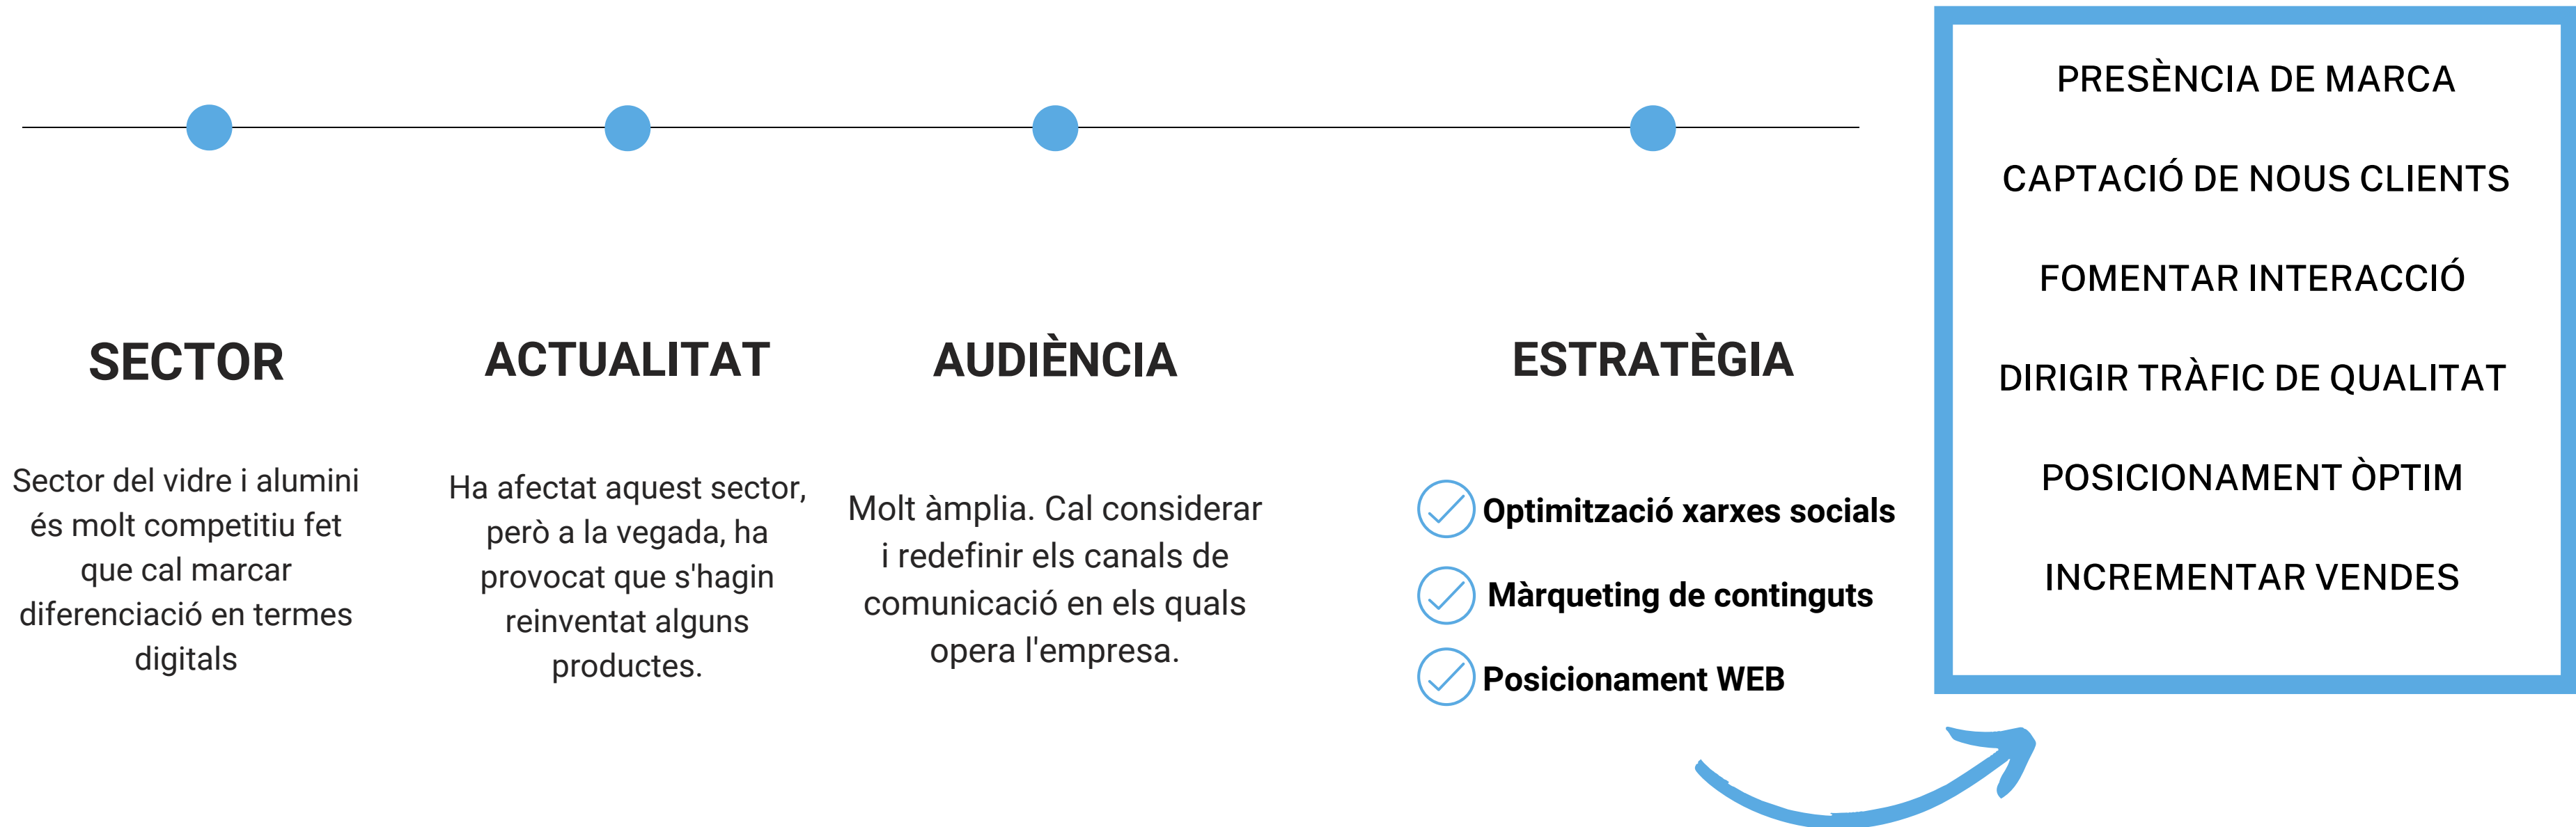 SECTOR
Sector del vidre i alumini
és molt competitiu fet
que cal marcar
diferenciació en termes
digitals
ACTUALITAT
Ha afectat aquest sector,
però a la vegada, ha
provocat que s'hagin
reinventat alguns
productes.
AUDIÈNCIA
Molt àmplia. Cal considerar
i redefinir els canals de
comunicació en els quals
opera l'empresa.
ESTRATÈGIA
Optimització xarxes socials
Màrqueting de continguts
Posicionament WEB
PRESÈNCIA DE MARCA
CAPTACIÓ DE NOUS CLIENTS
FOMENTAR INTERACCIÓ
DIRIGIR TRÀFIC DE QUALITAT
POSICIONAMENT ÒPTIM
INCREMENTAR VENDES